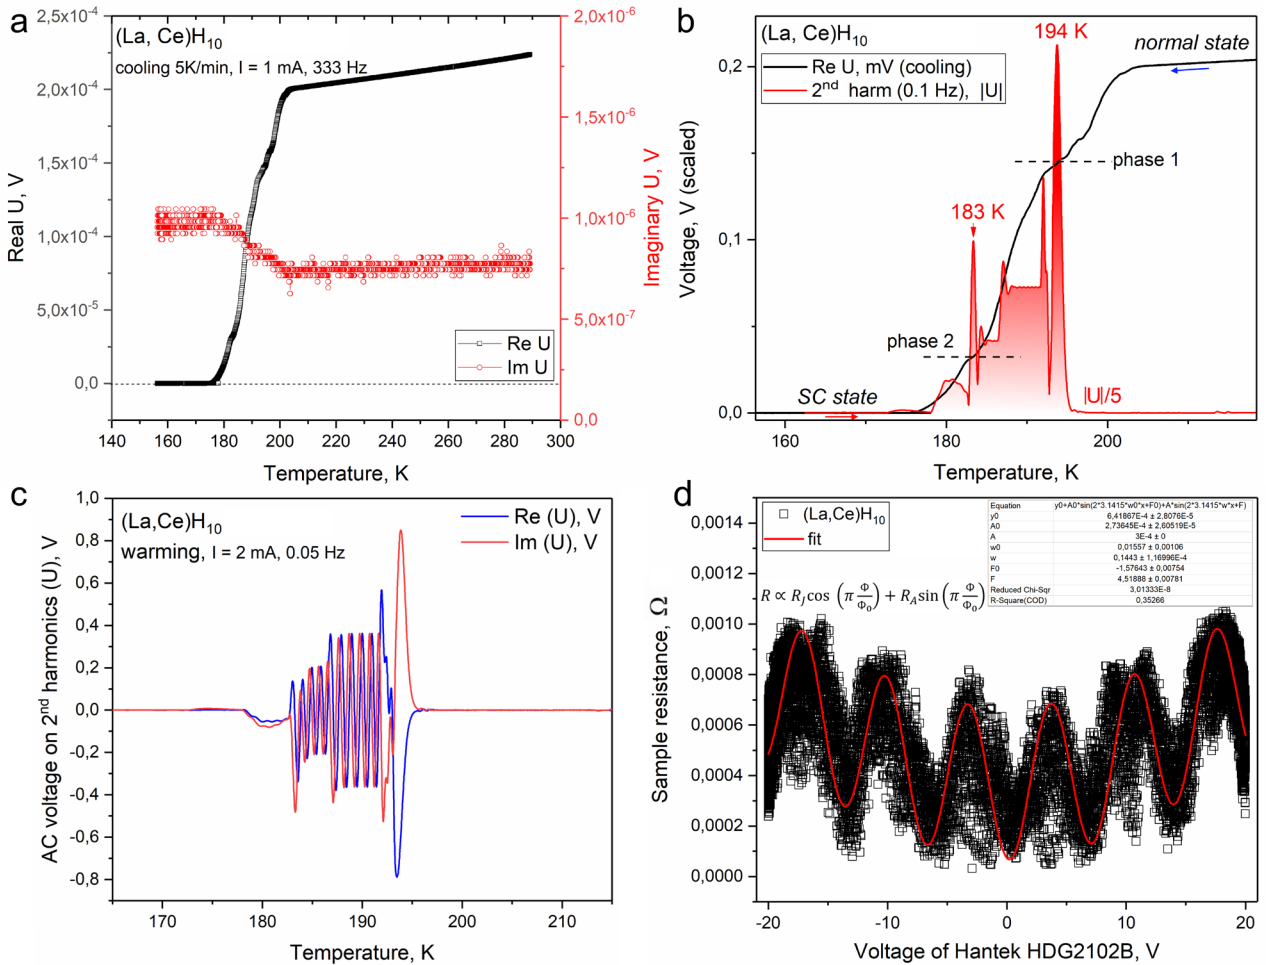 a
(La, Ce)H10
cooling 5K/min, I = 1 mA, 333 Hz
Real U, V
2,5x10-4
2,0x10-4
1,5x10-4
1,0x10-4
5,0x10-5
0,0
Re U
Im U
140 160 180 200 220 240 260 280 300
Temperature, K
2,0x10-6
1,5x10-6
1,0x10-6
5,0x10-7
0,0
Imaginary U, V
b
(La, Ce)H10
Re U, mV (cooling)
2nd harm (0.1 Hz), |U|
194 K
normal state
phase 1
183 K
phase 2
SC state
|U|/5
Voltage, V (scaled)
0,2
0,1
0,0
160 180 200
Temperature, K
c
(La,Ce)H10
warming, I = 2 mA, 0.05 Hz
Re (U), V
Im (U), V
AC voltage on 2nd harmonics (U), V
1,0
0,8
0,6
0,4
0,2
0,0
-0,2
-0,4
-0,6
-0,8
170 180 190 200 210
Temperature, K
d
(La,Ce)H10
fit
R ∝ RJcos (π Φ/Φ0) + RAsin(π Φ/Φ0)
Equation y0+A0*sin(2*3.1415*w0*x+F0)+A*sin(2*3.1415*w*x+F)
y0 6,41867E-4 ± 2,8076E-5
A0 2,73645E-4 ± 2,60519E-5
A 3E-4 ± 0
w0 0,01557 ± 0,00106
w 0,1443 ± 1,16996E-4
F0 -1,57643 ± 0,00754
F 4,51888 ± 0,00781
Reduced Chi-Sqr 3,01333E-8
R-Square(COD) 0,35266
Sample resistance, Ω
0,0014
0,0012
0,0010
0,0008
0,0006
0,0004
0,0002
0,0000
-20 -10 0 10 20
Voltage of Hantek HDG2102B, V